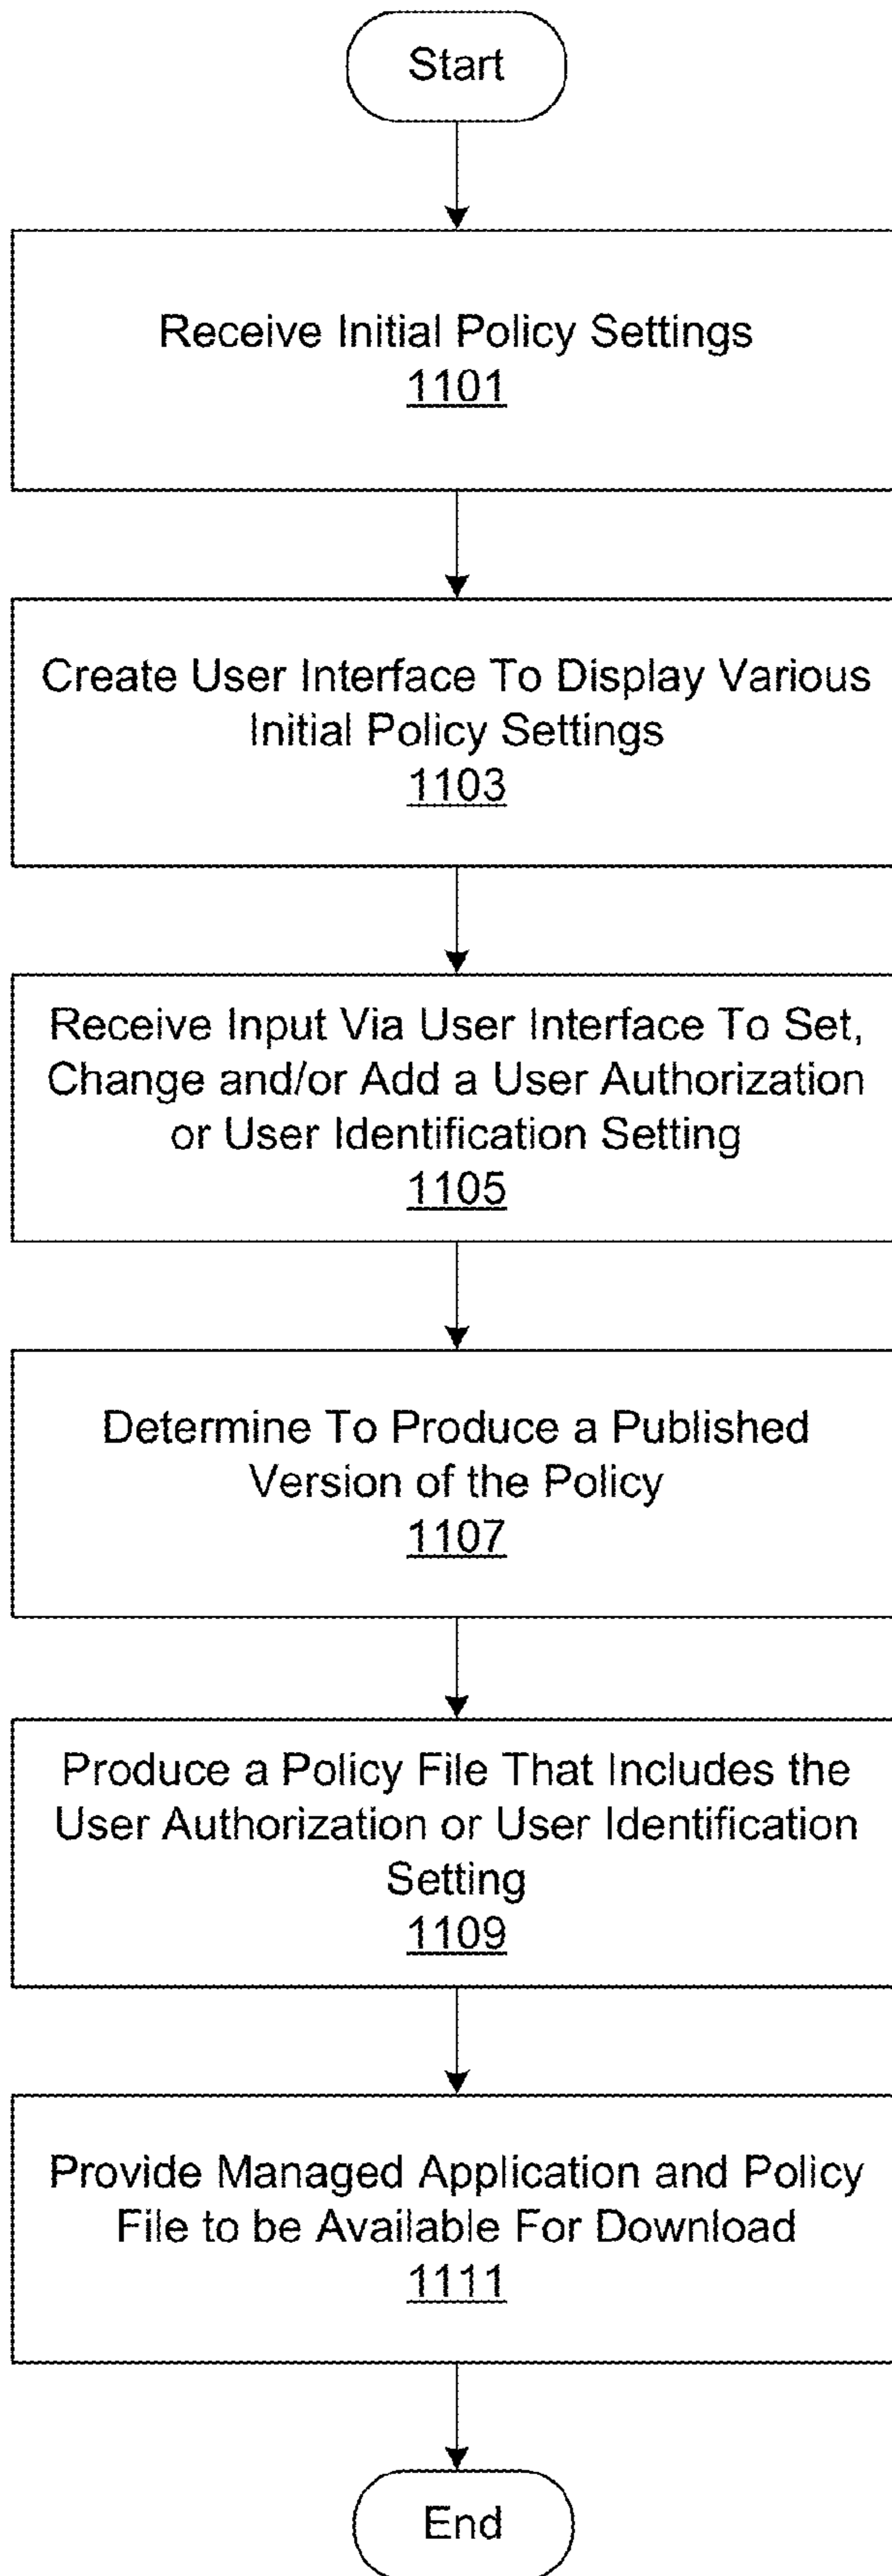 Start
Receive Initial Policy Settings
1101
Create User Interface To Display Various
Initial Policy Settings
1103
Receive Input Via User Interface To Set,
Change and/or Add a User Authorization
or User Identification Setting
1105
Determine To Produce a Published
Version of the Policy
1107
Produce a Policy File That Includes the
User Authorization or User Identification
Setting
1109
Provide Managed Application and Policy
File to be Available For Download
1111
End